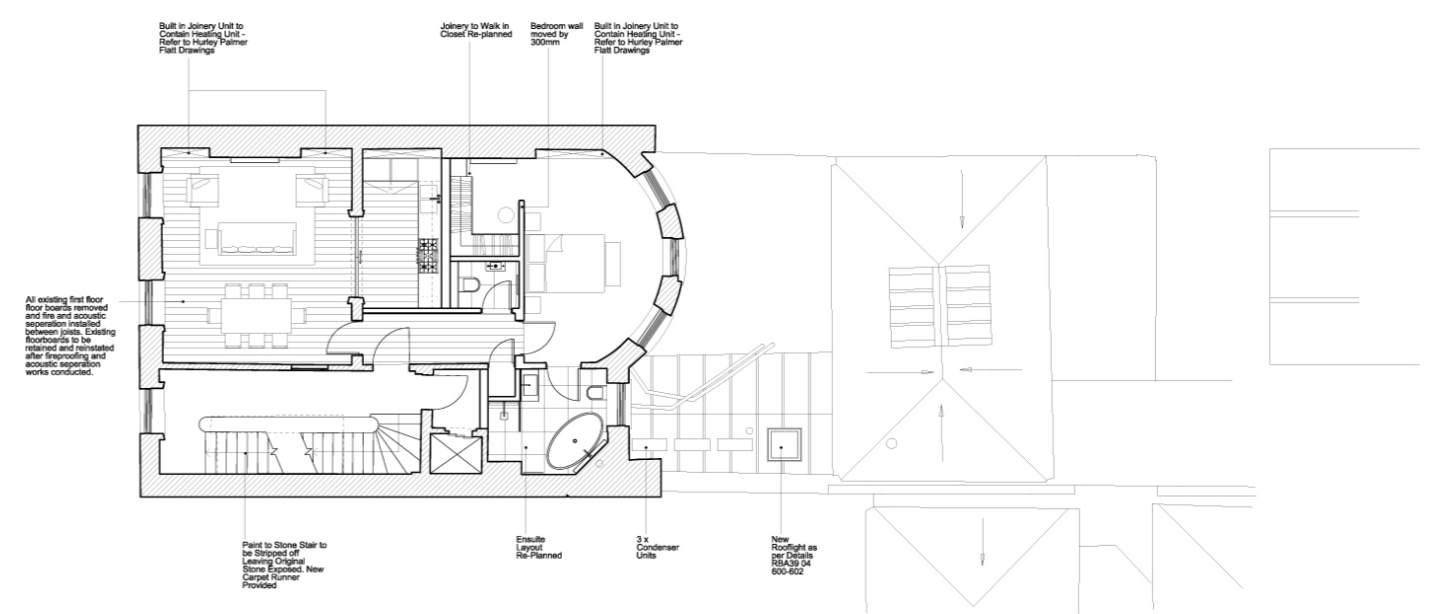 Built in Joinery Unit to
Contain Heating Unit -
Refer to Hurley Palmer
Flatt Drawings
Joinery to Walk in
Closet Re-planned
Bedroom wall
moved by
300mm
Built in Joinery Unit to
Contain Heating Unit -
Refer to Hurley Palmer
Flatt Drawings
All existing first floor
floor boards removed
and fire and acoustic
seperation installed
between joists. Existing
floorboards to be
retained and reinstated
after fireproofing and
acoustic seperation
works conducted.
Paint to Stone Stair to
be Stripped off
Leaving Original
Stone Exposed. New
Carpet Runner
Provided
Ensuite
Layout
Re-Planned
3 x
Condenser
Units
New
Rooflight as
per Details
RBA39 04
600-602